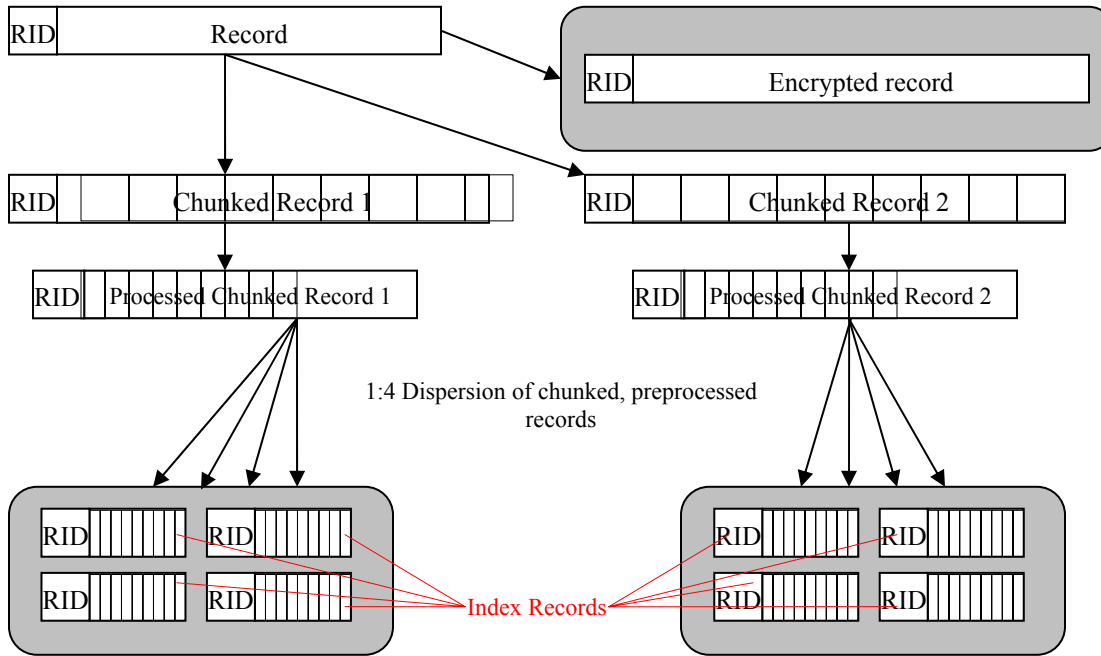 RID Record
RID Encrypted record
RID Chunked Record 1
RID Chunked Record 2
RID Processed Chunked Record 1
RID Processed Chunked Record 2
1:4 Dispersion of chunked, preprocessed
records
RID RID
RID RID
RID RID
RID RID
Index Records